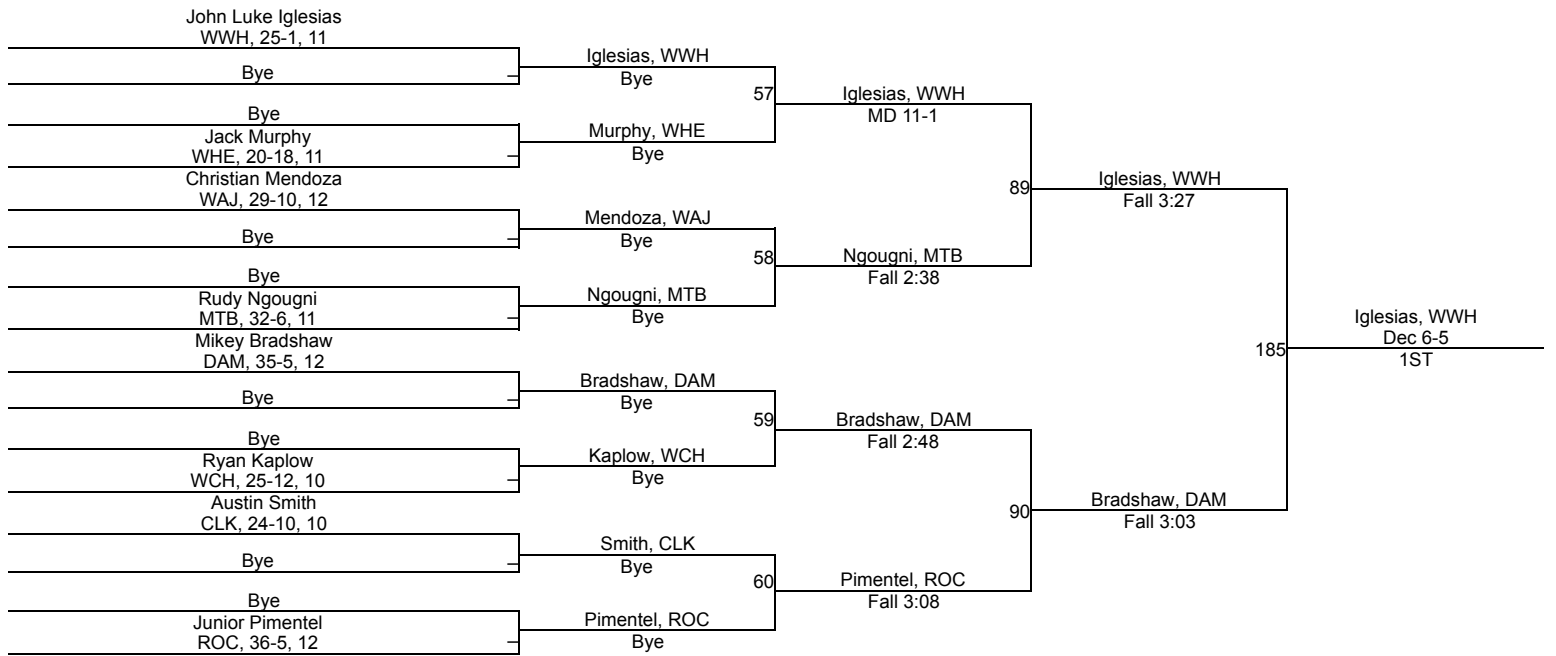 John Luke Iglesias
WWH, 25-1, 11
Bye
Bye
Jack Murphy
WHE, 20-18, 11
Christian Mendoza
WAJ, 29-10, 12
Bye
Bye
Rudy Ngougni
MTB, 32-6, 11
Mikey Bradshaw
DAM, 35-5, 12
Bye
Bye
Ryan Kaplow
WCH, 25-12, 10
Austin Smith
CLK, 24-10, 10
Bye
Bye
Junior Pimentel
ROC, 36-5, 12
Iglesias, WWH
Bye
57
Murphy, WHE
Bye
Mendoza, WAJ
Bye
58
Ngougni, MTB
Bye
Bradshaw, DAM
Bye
59
Kaplow, WCH
Bye
Smith, CLK
Bye
60
Pimentel, ROC
Bye
Iglesias, WWH
MD 11-1
89
Ngougni, MTB
Fall 2:38
Bradshaw, DAM
Fall 2:48
90
Pimentel, ROC
Fall 3:08
Iglesias, WWH
Fall 3:27
185
Bradshaw, DAM
Fall 3:03
Iglesias, WWH
Dec 6-5
1ST